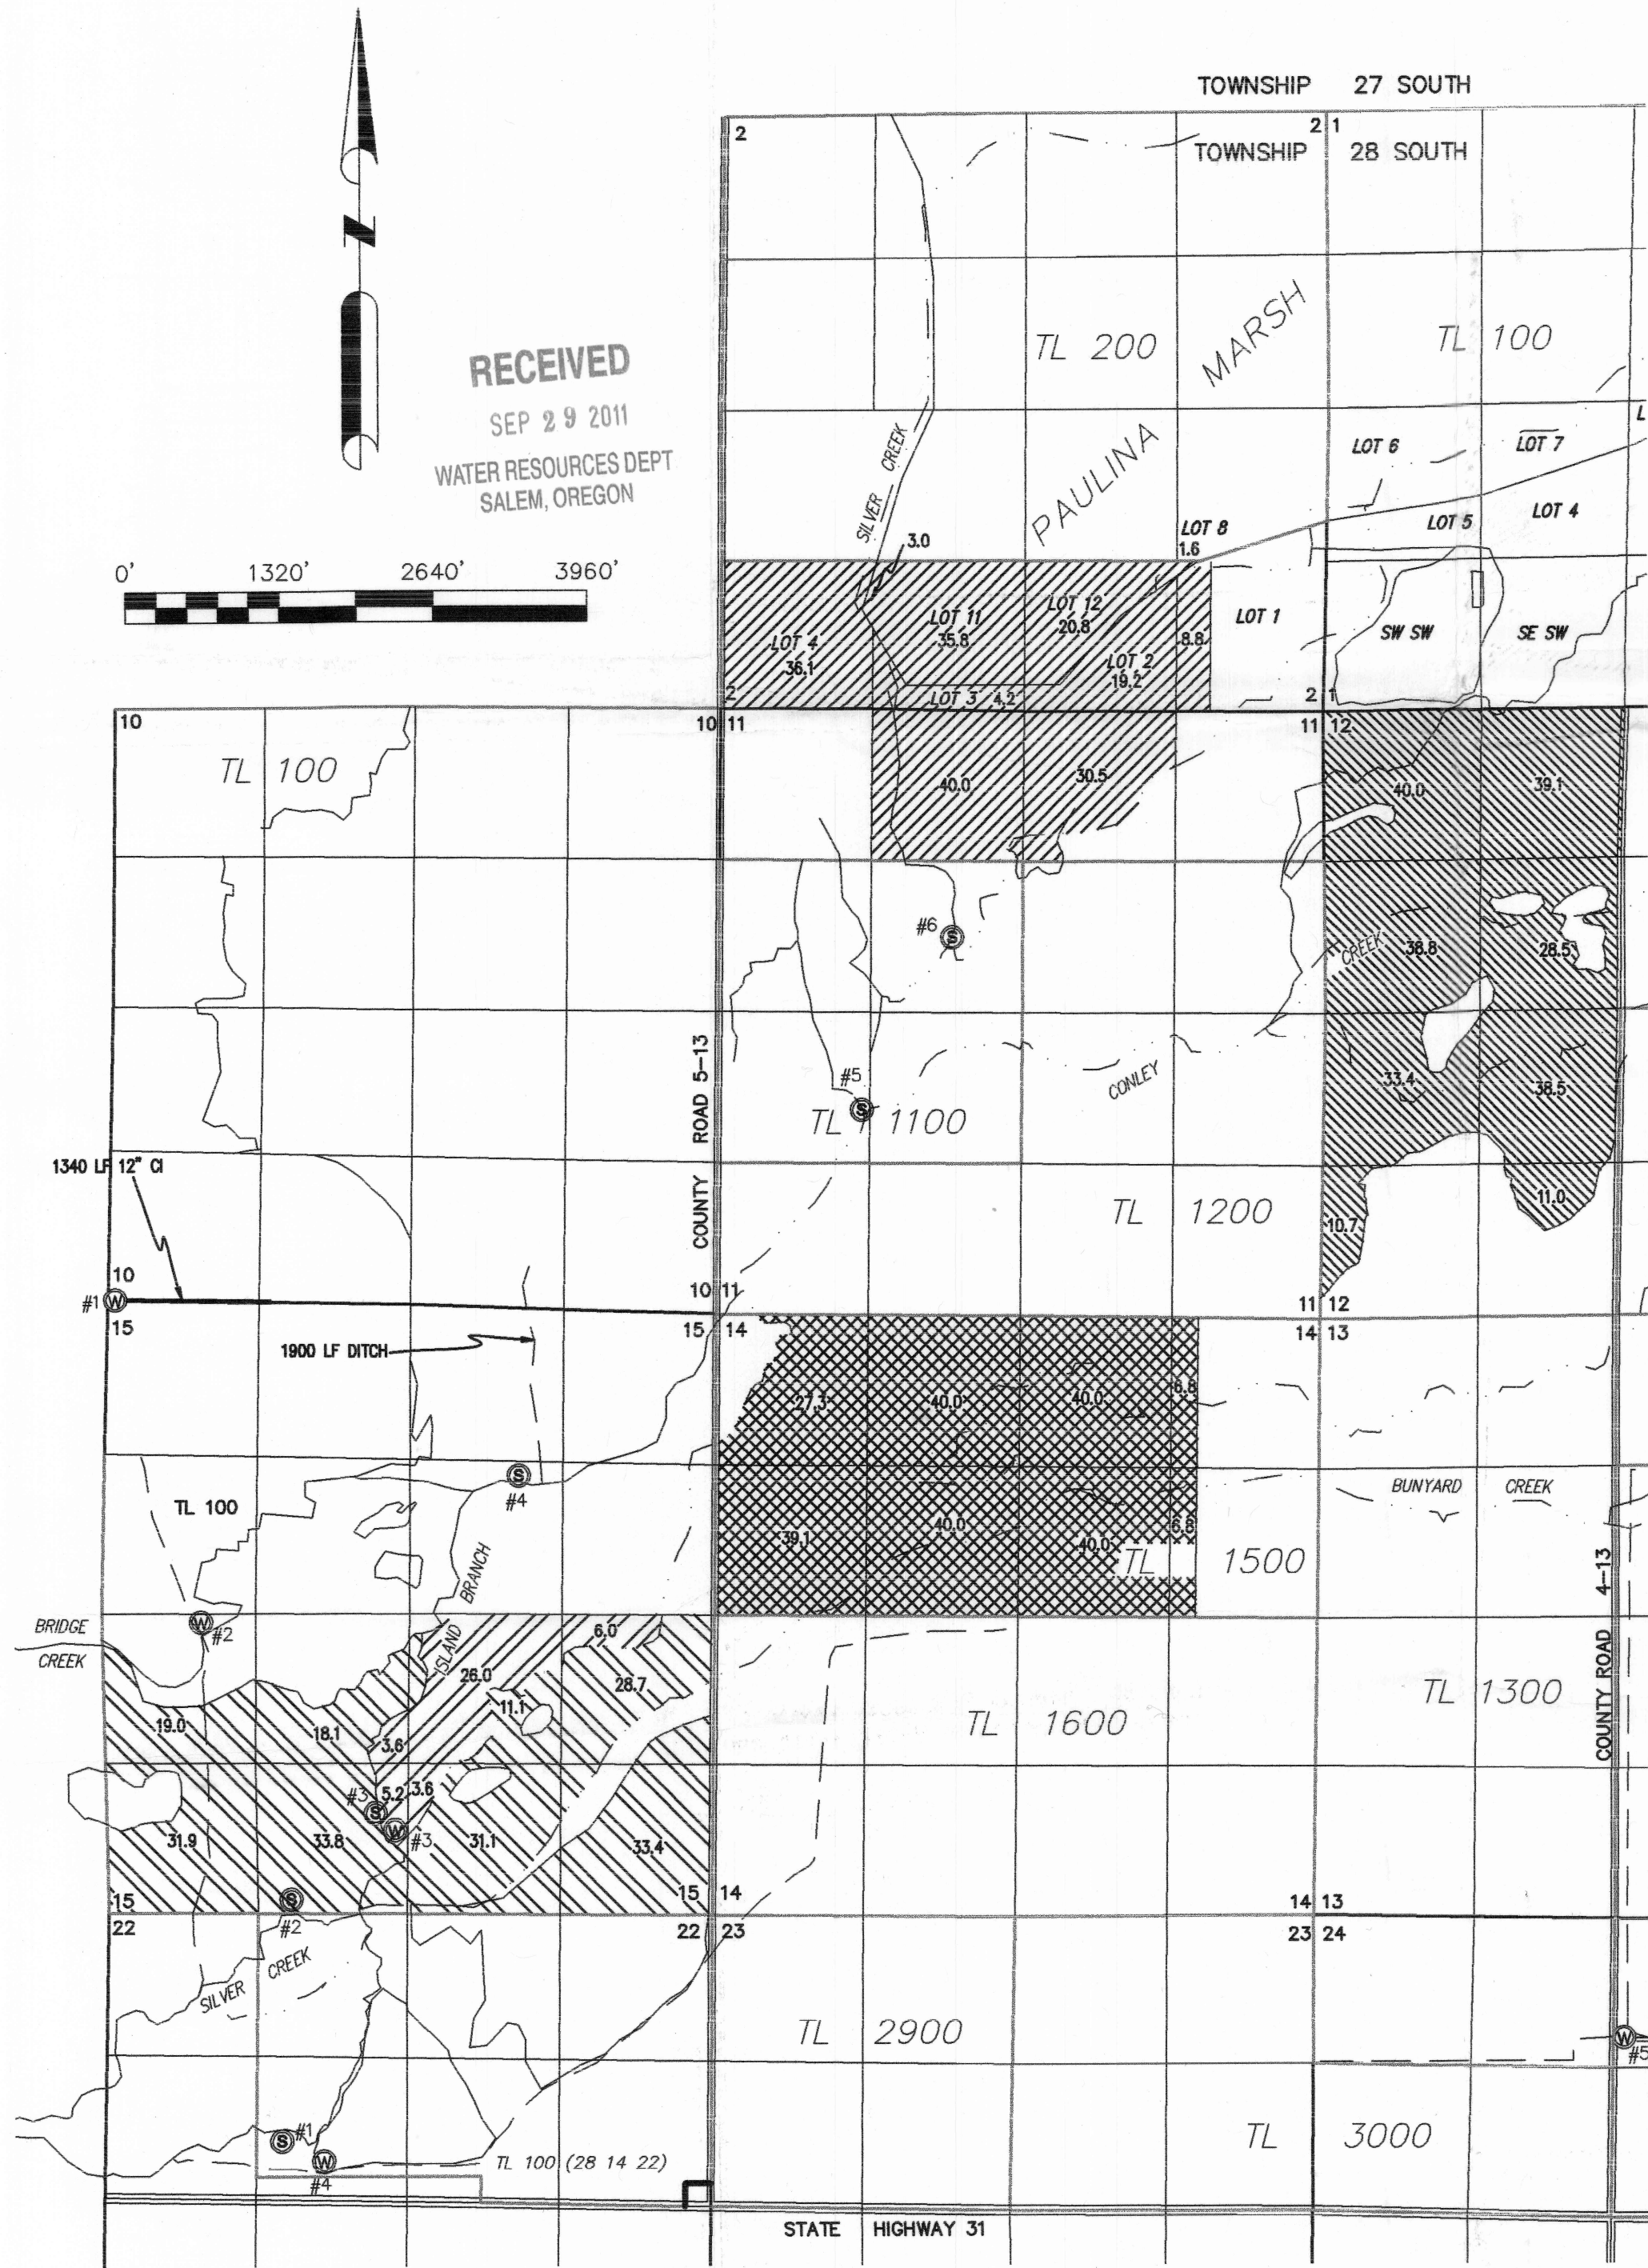 TOWNSHIP 27 SOUTH
2
2 1
TOWNSHIP 28 SOUTH
N
RECEIVED
SEP 29 2011
WATER RESOURCES DEPT
SALEM, OREGON
0' 1320' 2640' 3960'
TL 200
MARSH
TL 100
PAULINA
SILVER CREEK
LOT 6
LOT 7
L
LOT 8
1.6
LOT 5
LOT 4
3.0
LOT 4
36.1
LOT 11
35.8
LOT 12
20.8
LOT 2
19.2
8.8
LOT 1
SW SW
SE SW
LOT 3 4.2
2
2 1
10
10 11
11 12
TL 100
40.0
30.5
40.0
39.1
#6
S
CREEK
38.8
28.5
COUNTY ROAD 5-13
#5
S
CONLEY
33.4
38.5
TL 1100
1340 LF 12" CI
TL 1200
10.7
11.0
10
#1 W
15
10 11
15 14
11 12
14 13
1900 LF DITCH
27.3
40.0
40.0
6.8
S
#4
TL 100
BUNYARD CREEK
39.1
40.0
40.0
6.8
TL 1500
BRANCH
ISLAND
BRIDGE
CREEK
W
#2
6.0
26.0
28.7
11.1
19.0
18.1
3.6
TL 1600
TL 1300
COUNTY ROAD 4-13
#3
S
5.2
3.6
W
#3
31.9
33.8
31.1
33.4
S
#2
15
22
15 14
22 23
14 13
23 24
SILVER CREEK
TL 2900
W
#5
S
#1
W
#4
TL 100 (28 14 22)
TL 3000
STATE HIGHWAY 31